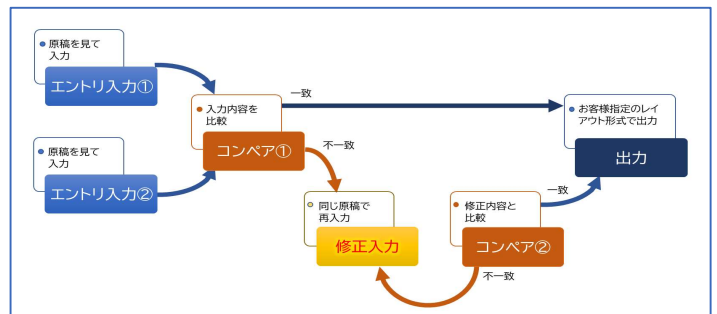 原稿を見て
入力
エントリ入力①
原稿を見て
入力
エントリ入力②
入力内容を
比較
コンペア①
一致
不一致
同じ原稿で
再入力
修正入力
修正内容と
比較
コンペア②
不一致
一致
お客様指定のレイ
アウト形式で出力
出力